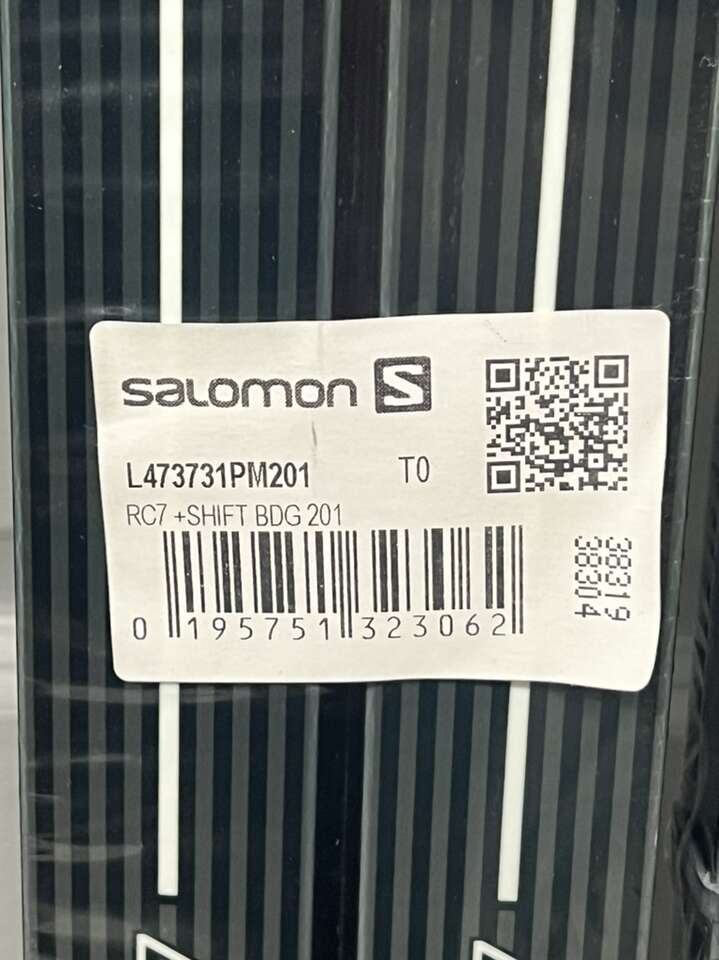 salomon S
L473731PM201 T0
RC7 +SHIFT BDG 201
0 195751 323062
38319
38304